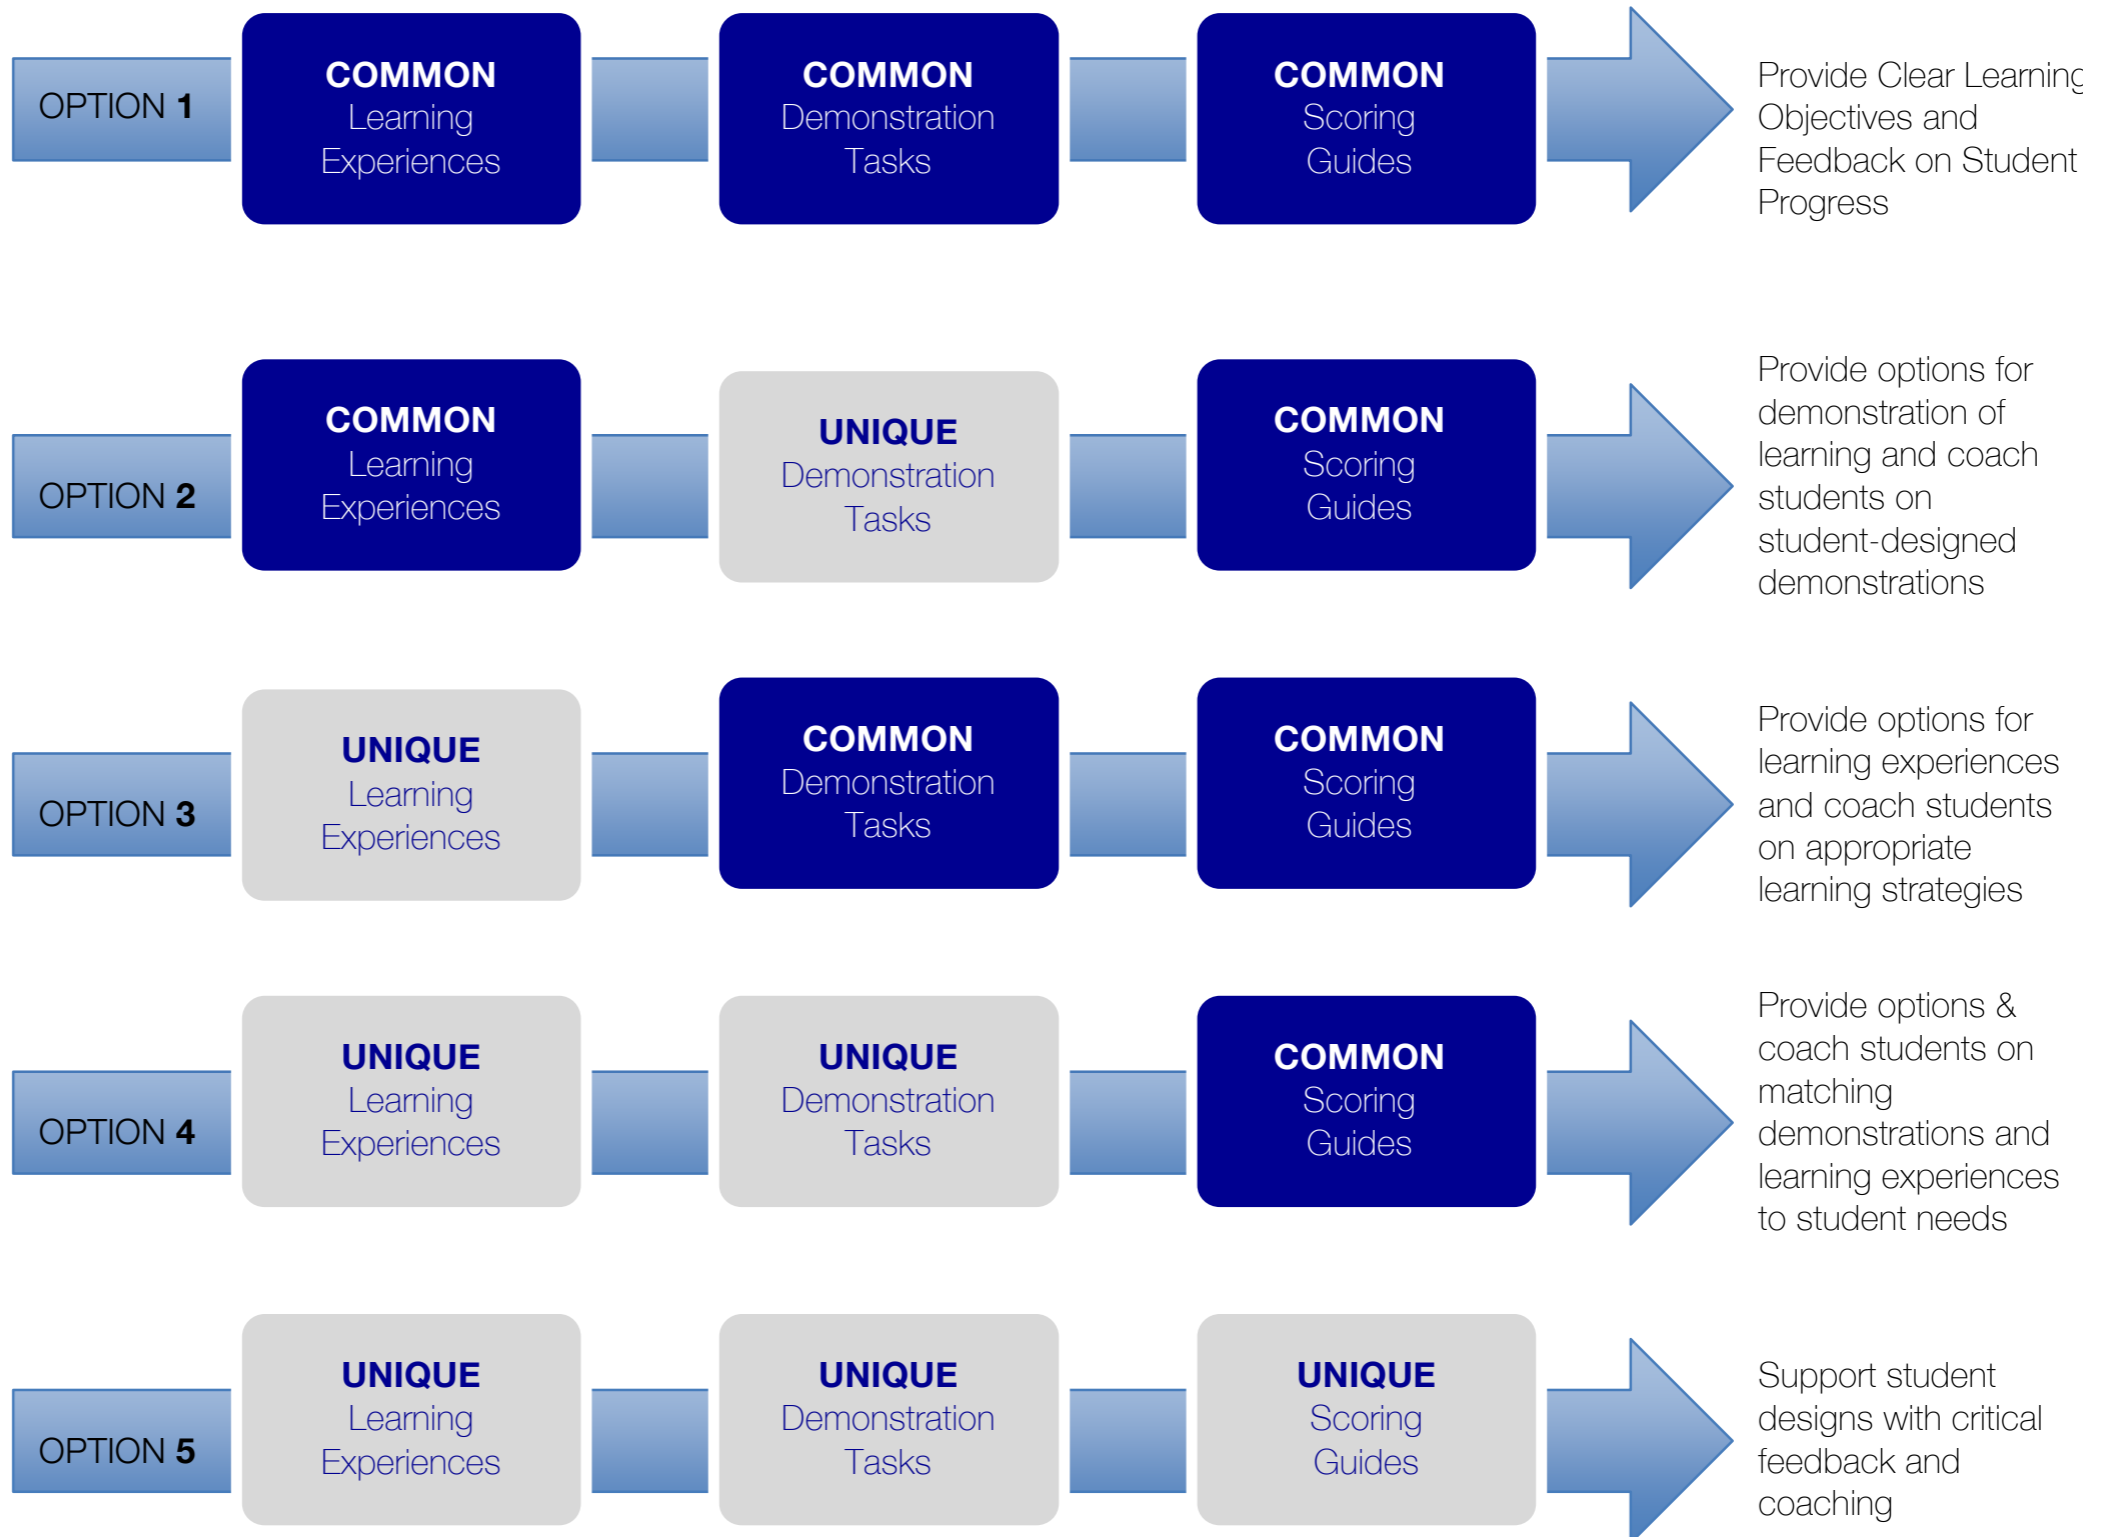 OPTION 1
COMMON
Learning
Experiences
COMMON
Demonstration
Tasks
COMMON
Scoring
Guides
Provide Clear Learning
Objectives and
Feedback on Student
Progress
OPTION 2
COMMON
Learning
Experiences
UNIQUE
Demonstration
Tasks
COMMON
Scoring
Guides
Provide options for
demonstration of
learning and coach
students on
student-designed
demonstrations
OPTION 3
UNIQUE
Learning
Experiences
COMMON
Demonstration
Tasks
COMMON
Scoring
Guides
Provide options for
learning experiences
and coach students
on appropriate
learning strategies
OPTION 4
UNIQUE
Learning
Experiences
UNIQUE
Demonstration
Tasks
COMMON
Scoring
Guides
Provide options &
coach students on
matching
demonstrations and
learning experiences
to student needs
OPTION 5
UNIQUE
Learning
Experiences
UNIQUE
Demonstration
Tasks
UNIQUE
Scoring
Guides
Support student
designs with critical
feedback and
coaching